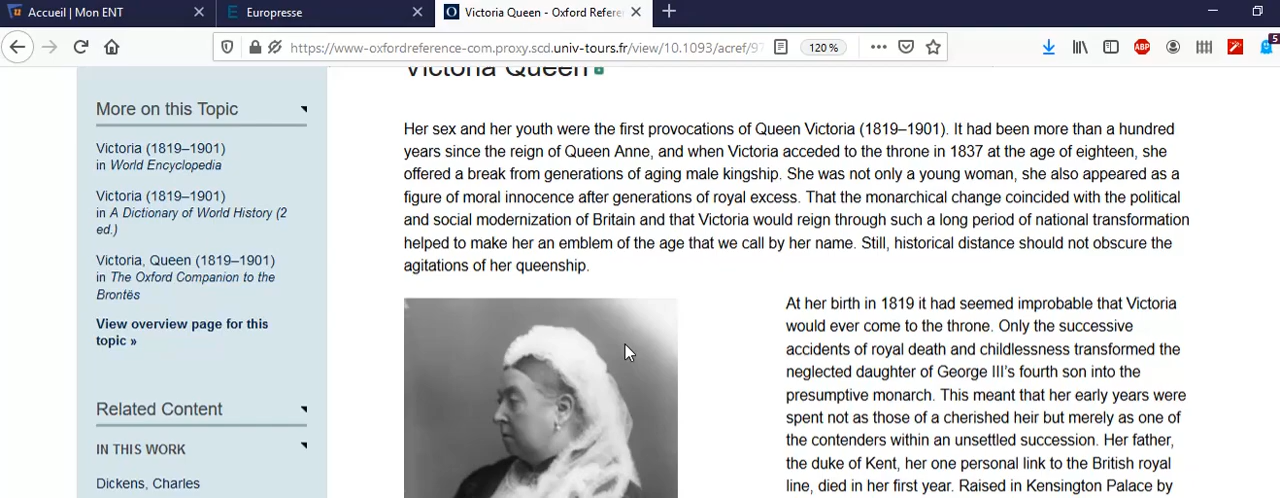 Accueil | Mon ENT
Europresse
Victoria Queen - Oxford Refere
https://www-oxfordreference-com.proxy.scd.univ-tours.fr/view/10.1093/acref/97
120 %
ABP
5
Victoria Queen
More on this Topic
Victoria (1819–1901)
in World Encyclopedia
Victoria (1819–1901)
in A Dictionary of World History (2
ed.)
Victoria, Queen (1819–1901)
in The Oxford Companion to the
Brontës
View overview page for this
topic »
Related Content
IN THIS WORK
Dickens, Charles
Her sex and her youth were the first provocations of Queen Victoria (1819–1901). It had been more than a hundred
years since the reign of Queen Anne, and when Victoria acceded to the throne in 1837 at the age of eighteen, she
offered a break from generations of aging male kingship. She was not only a young woman, she also appeared as a
figure of moral innocence after generations of royal excess. That the monarchical change coincided with the political
and social modernization of Britain and that Victoria would reign through such a long period of national transformation
helped to make her an emblem of the age that we call by her name. Still, historical distance should not obscure the
agitations of her queenship.
At her birth in 1819 it had seemed improbable that Victoria
would ever come to the throne. Only the successive
accidents of royal death and childlessness transformed the
neglected daughter of George III's fourth son into the
presumptive monarch. This meant that her early years were
spent not as those of a cherished heir but merely as one of
the contenders within an unsettled succession. Her father,
the duke of Kent, her one personal link to the British royal
line, died in her first year. Raised in Kensington Palace by